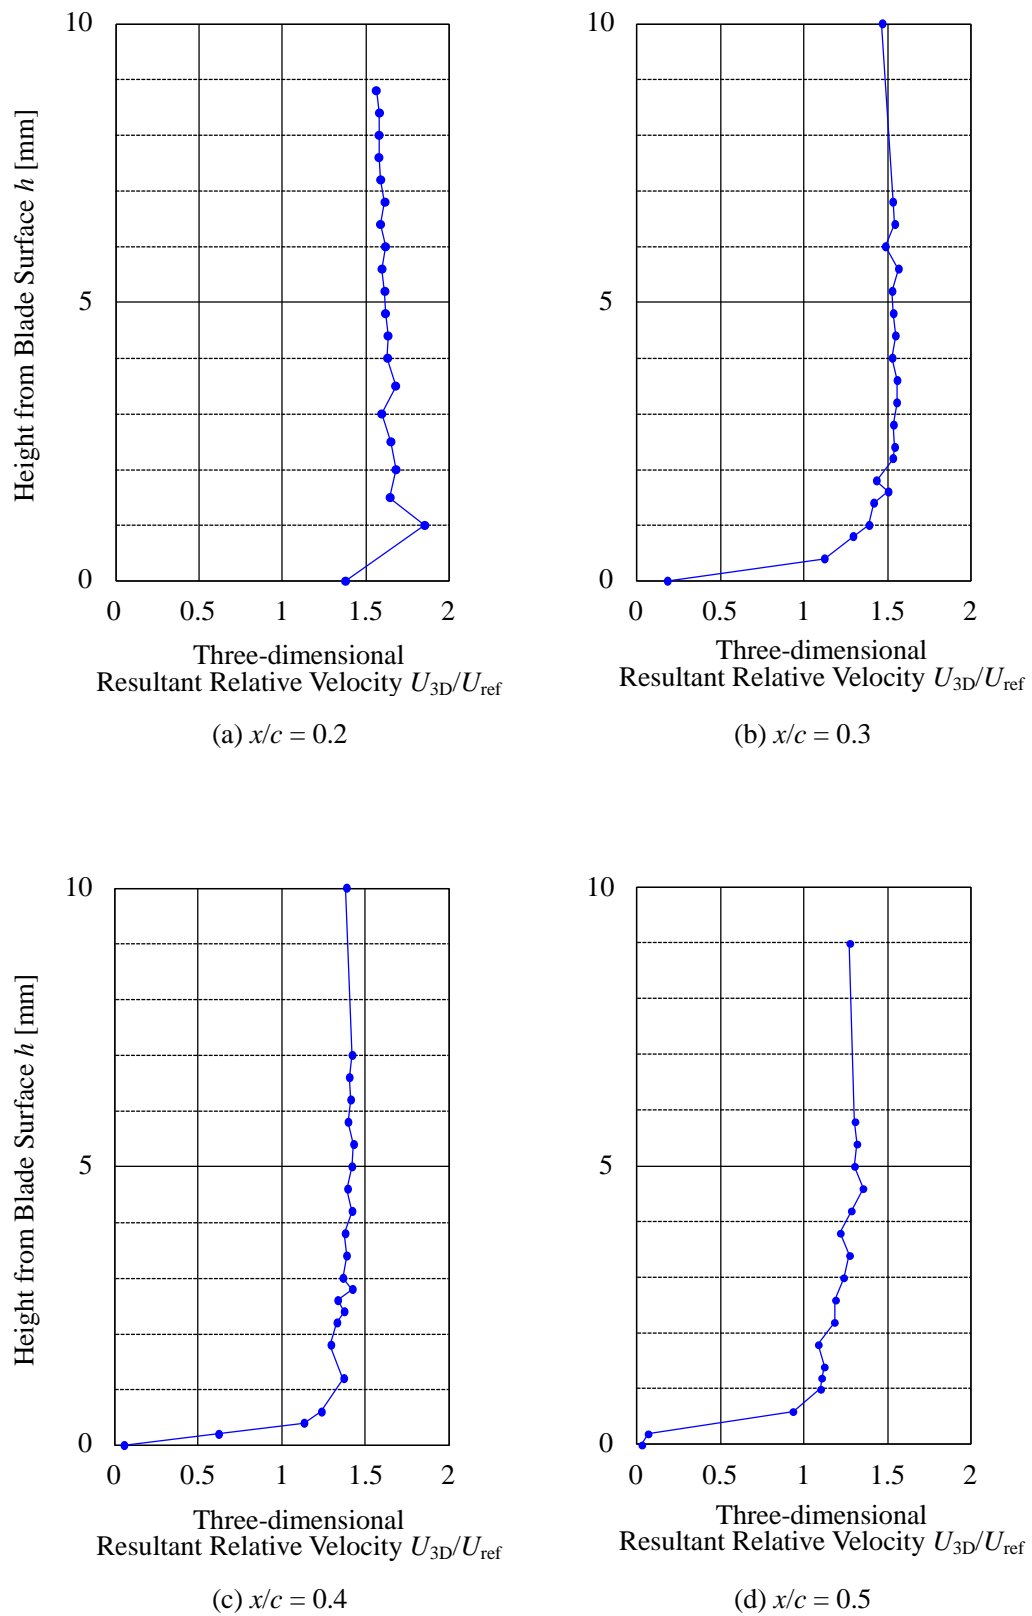 10
5
0
0 0.5 1 1.5 2
Height from Blade Surface h [mm]
Three-dimensional
Resultant Relative Velocity U3D/Uref
(a) x/c = 0.2
10
5
0
0 0.5 1 1.5 2
Three-dimensional
Resultant Relative Velocity U3D/Uref
(b) x/c = 0.3
10
5
0
0 0.5 1 1.5 2
Height from Blade Surface h [mm]
Three-dimensional
Resultant Relative Velocity U3D/Uref
(c) x/c = 0.4
10
5
0
0 0.5 1 1.5 2
Three-dimensional
Resultant Relative Velocity U3D/Uref
(d) x/c = 0.5